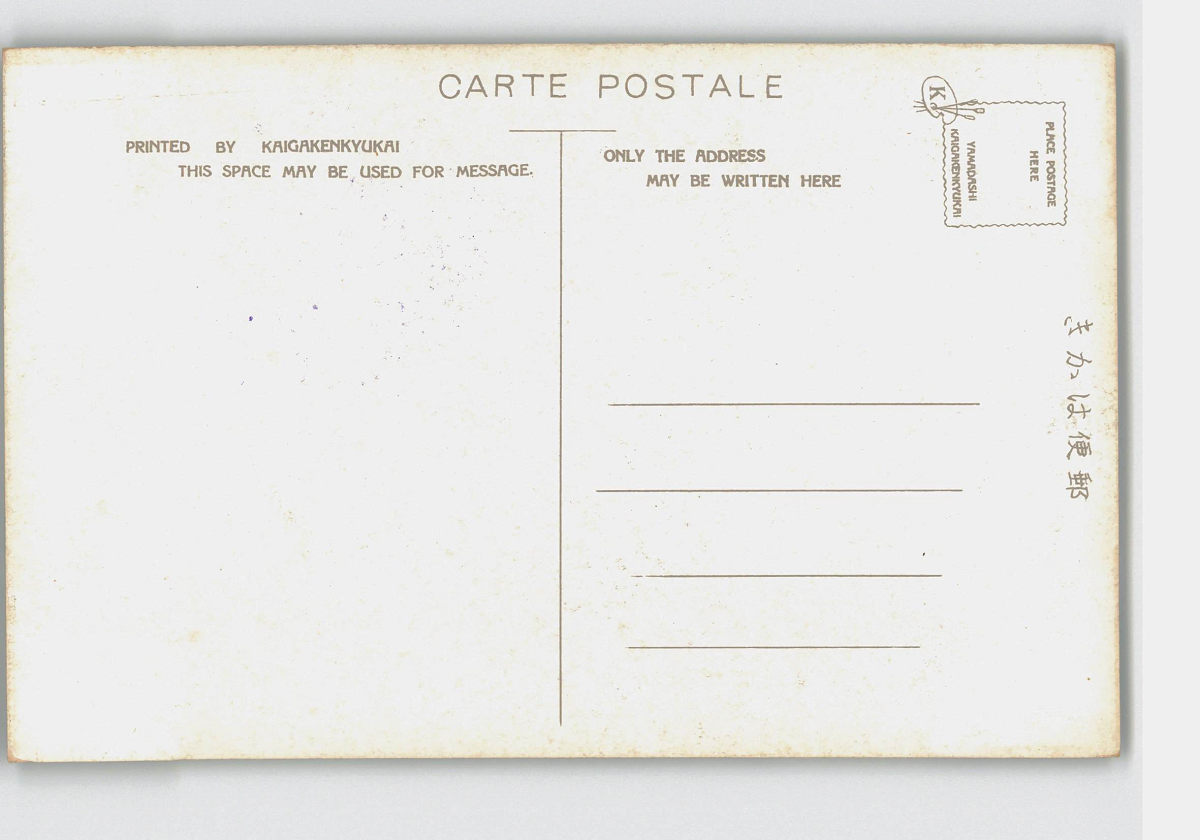 CARTE POSTALE
PRINTED BY KAIGAKENKYUKAI
THIS SPACE MAY BE USED FOR MESSAGE.
ONLY THE ADDRESS
MAY BE WRITTEN HERE
K
PLACE POSTAGE
HERE
YAMADASHI
KAIGAKENKYUKAI
郵便はかき